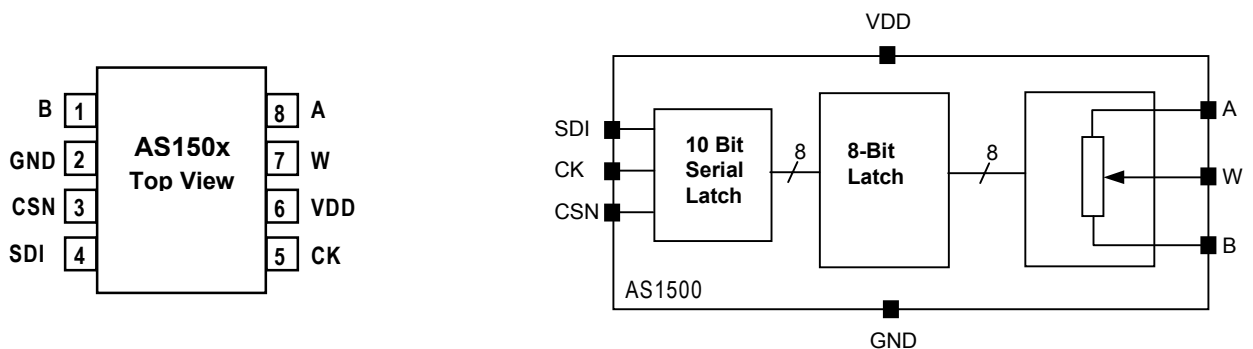 B 1 8 A
AS150x
GND 2 7 W
Top View
CSN 3 6 VDD
SDI 4 5 CK
VDD
SDI
CK
CSN
10 Bit
Serial
Latch
8
8-Bit
Latch
8
A
W
B
AS1500
GND